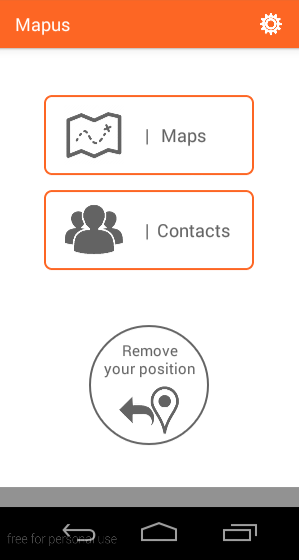 Mapus
| Maps
| Contacts
Remove
your position
free for personal use